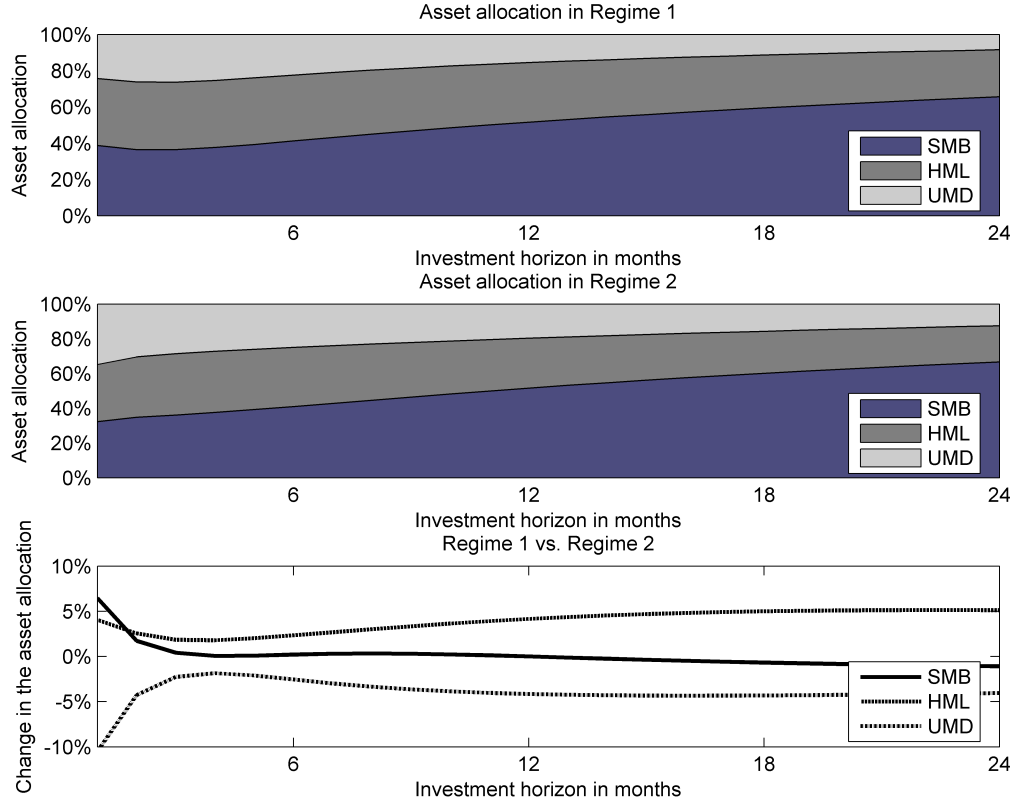 Asset allocation in Regime 1
Asset allocation
100%
80%
60%
40%
20%
0%
SMB
HML
UMD
6 12 18 24
Investment horizon in months
Asset allocation in Regime 2
Asset allocation
100%
80%
60%
40%
20%
0%
SMB
HML
UMD
6 12 18 24
Investment horizon in months
Regime 1 vs. Regime 2
Change in the asset allocation
10%
5%
0%
-5%
-10%
SMB
HML
UMD
6 12 18 24
Investment horizon in months